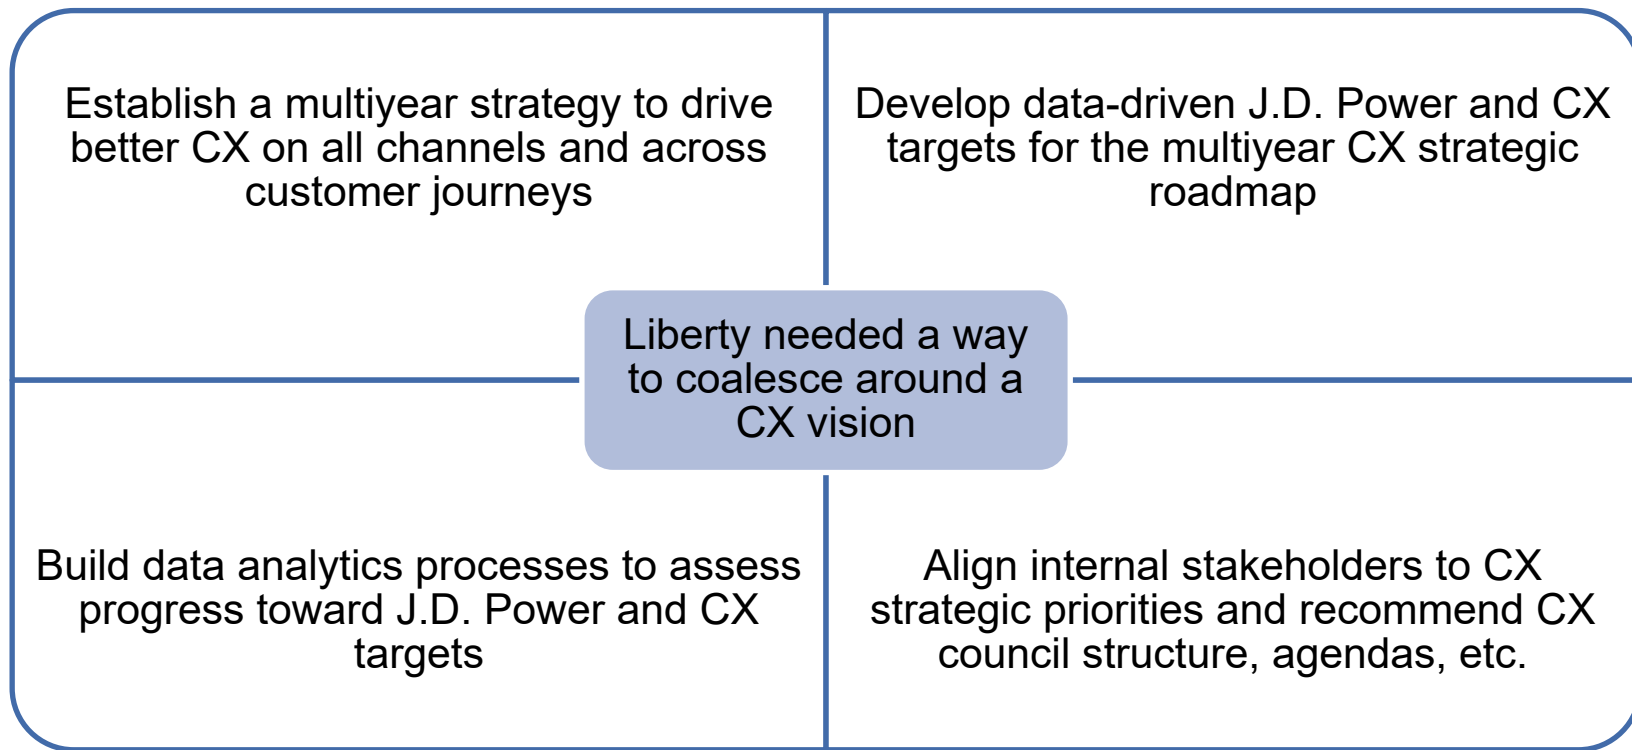 Establish a multiyear strategy to drive
better CX on all channels and across
customer journeys
Develop data-driven J.D. Power and CX
targets for the multiyear CX strategic
roadmap
Liberty needed a way
to coalesce around a
CX vision
Build data analytics processes to assess
progress toward J.D. Power and CX
targets
Align internal stakeholders to CX
strategic priorities and recommend CX
council structure, agendas, etc.